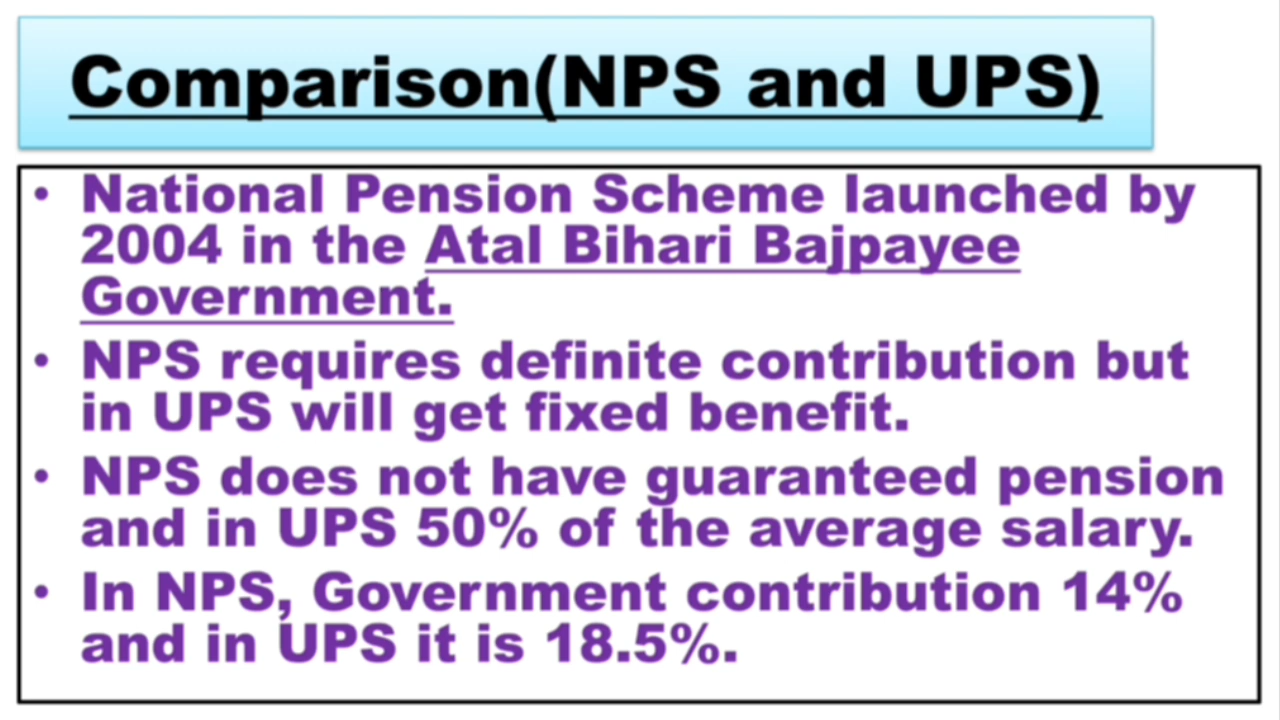 Comparison(NPS and UPS)
• National Pension Scheme launched by
2004 in the Atal Bihari Bajpayee
Government.
• NPS requires definite contribution but
in UPS will get fixed benefit.
• NPS does not have guaranteed pension
and in UPS 50% of the average salary.
• In NPS, Government contribution 14%
and in UPS it is 18.5%.